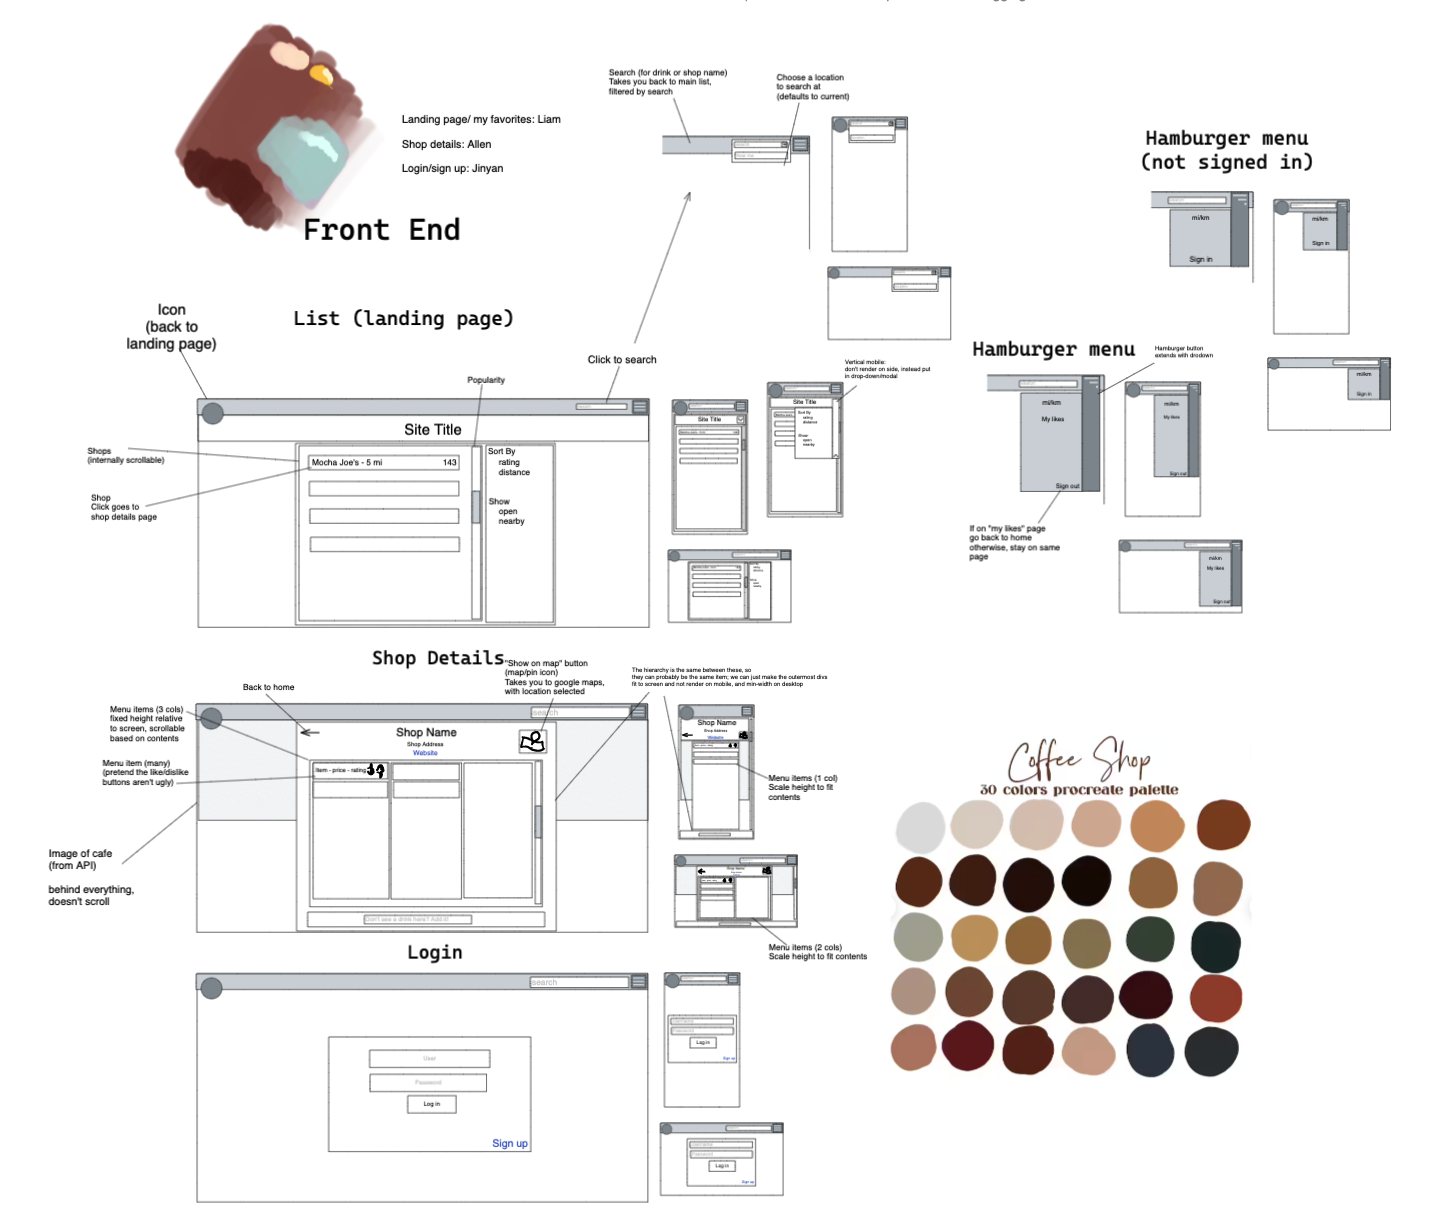 Landing page/ my favorites: Liam
Shop details: Allen
Login/sign up: Jinyan
Front End
Search (for drink or shop name)
Takes you back to main list,
filtered by search
Choose a location
to search at
(defaults to current)
Hamburger menu
(not signed in)
mi/km
Sign in
mi/km
Sign in
mi/km
Sign in
Hamburger menu
Hamburger button
extends with drodown
mi/km
My likes
Sign out
mi/km
My likes
Sign out
mi/km
My likes
Sign out
If on "my likes" page
go back to home
otherwise, stay on same
page
List (landing page)
Icon
(back to
landing page)
Click to search
Popularity
Vertical mobile:
don't render on side, instead put
in drop-down/modal
Site Title
Shops
(internally scrollable)
Mocha Joe's - 5 mi
143
Shop
Click goes to
shop details page
Sort By
rating
distance
Show
open
nearby
Site Title
Site Title
Sort By
rating
distance
Show
open
nearby
Shop Details
"Show on map" button
(map/pin icon)
Takes you to google maps,
with location selected
The hierarchy is the same between these, so
they can probably be the same item; we can just make the outermost divs
fit to screen and not render on mobile, and min-width on desktop
Back to home
Menu items (3 cols)
fixed height relative
to screen, scrollable
based on contents
Menu item (many)
(pretend the like/dislike
buttons aren't ugly)
Image of cafe
(from API)
behind everything,
doesn't scroll
search
Shop Name
Shop Address
Website
Item - price - rating
Don't see a drink here? Add it!
Shop Name
Shop Address
Website
Menu items (1 col)
Scale height to fit
contents
Menu items (2 cols)
Scale height to fit contents
Login
search
User
Password
Log in
Sign up
Username
Password
Log in
Sign up
Username
Password
Log in
Sign up
Coffee Shop
30 colors procreate palette